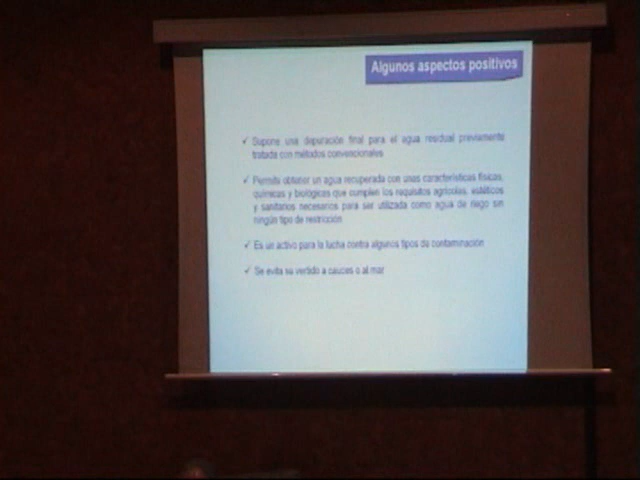 Algunos aspectos positivos
✓ Supone una depuración final para el agua residual previamente
tratada con métodos convencionales
✓ Permite obtener un agua recuperada con unas características físicas,
químicas y biológicas que cumplen los requisitos agrícolas, estéticos
y sanitarios necesarios para ser utilizada como agua de riego sin
ningún tipo de restricción
✓ Es un activo para la lucha contra algunos tipos de contaminación
✓ Se evita su vertido a cauces o al mar